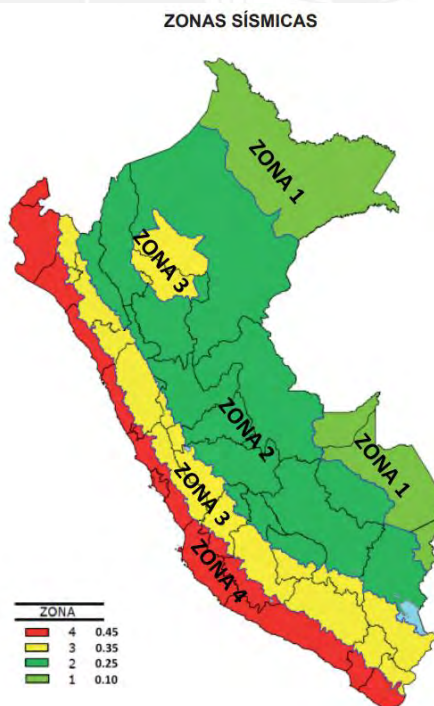 ZONAS SÍSMICAS
ZONA 1
ZONA 3
ZONA 2
ZONA 1
ZONA 3
ZONA 4
ZONA
4 0.45
3 0.35
2 0.25
1 0.10